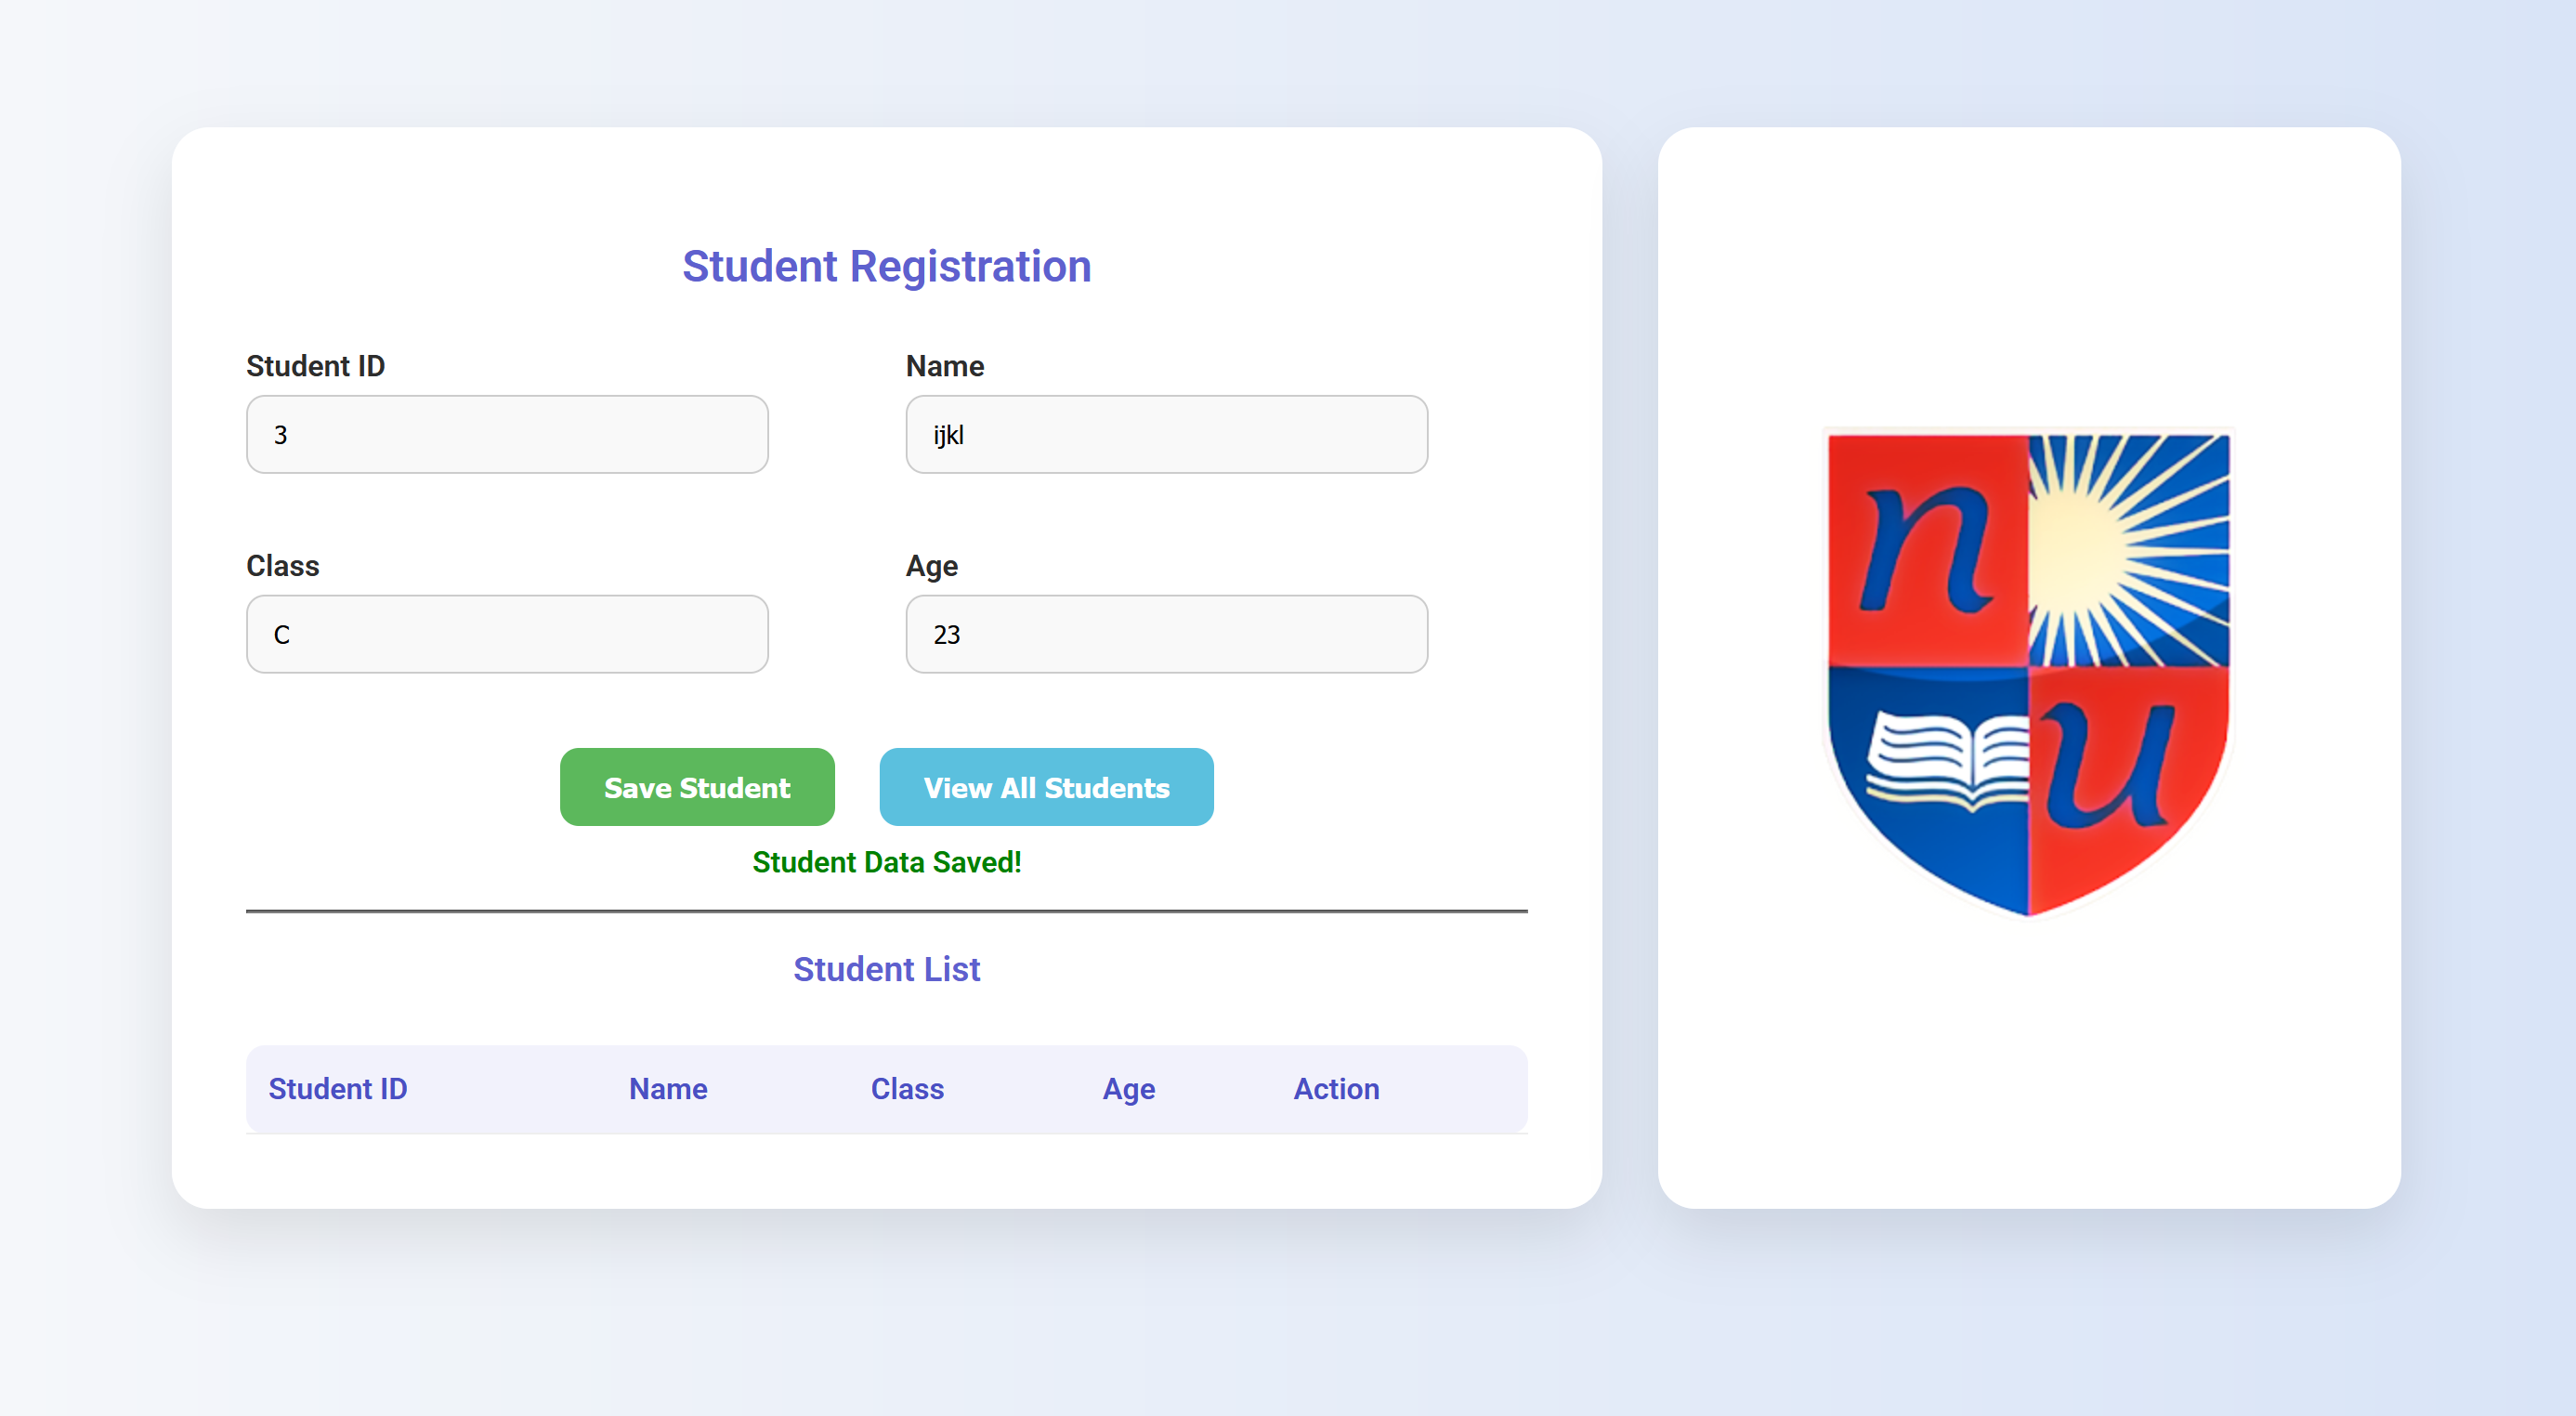 Student Registration
Student ID
Name
3
ijkl
Class
Age
C
23
Save Student
View All Students
Student Data Saved!
Student List
Student ID Name Class Age Action
n
u